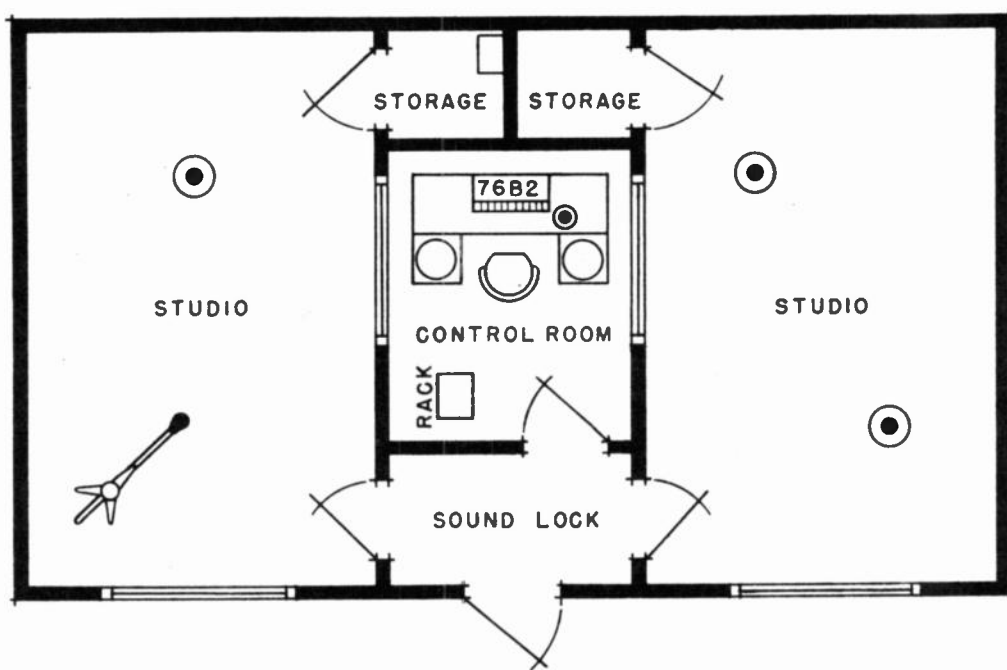 STORAGE
STORAGE
76B2
STUDIO
STUDIO
CONTROL ROOM
RACK
SOUND LOCK